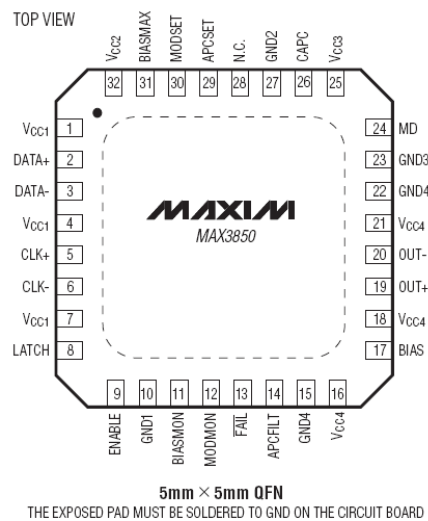 TOP VIEW
VCC2
BIASMAX
MODSET
APCSET
N.C.
GND2
CAPC
VCC3
32
31
30
29
28
27
26
25
VCC1 1
DATA+ 2
DATA- 3
VCC1 4
CLK+ 5
CLK- 6
VCC1 7
LATCH 8
MAXIM
MAX3850
24 MD
23 GND3
22 GND4
21 VCC4
20 OUT-
19 OUT+
18 VCC4
17 BIAS
9
10
11
12
13
14
15
16
ENABLE
GND1
BIASMON
MODMON
FAIL
APCFILT
GND4
VCC4
5mm × 5mm QFN
THE EXPOSED PAD MUST BE SOLDERED TO GND ON THE CIRCUIT BOARD